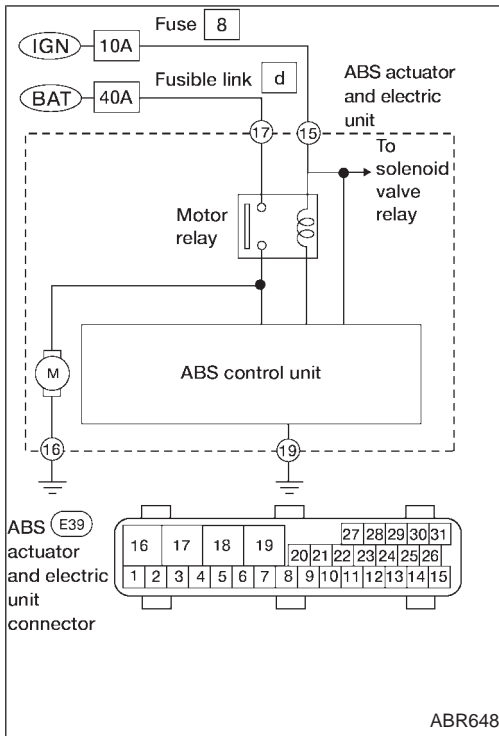 Fuse 8
IGN 10A
Fusible link d
BAT 40A
ABS actuator
and electric
unit
17 15
To
solenoid
valve
relay
Motor
relay
M
ABS control unit
16 19
ABS E39
actuator
and electric
unit
connector
27 28 29 30 31
16 17 18 19
20 21 22 23 24 25 26
1 2 3 4 5 6 7 8 9 10 11 12 13 14 15
ABR648